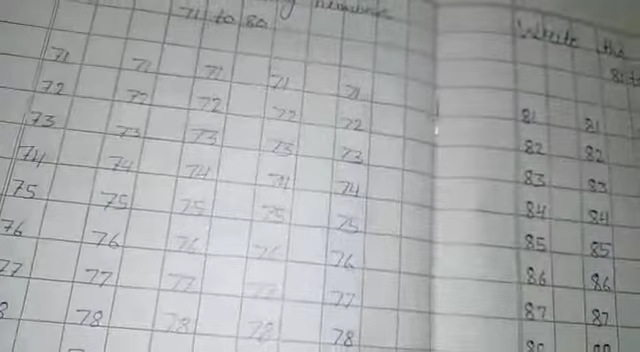 71 to 80
71 71 71 71 71
72 72 72 72 72
73 73 73 73 73
74 74 74 74 74
75 75 75 75 75
76 76 76 76 76
77 77 77 77 77
8 78 78 78 78
Write the
81 81
82 82
83 83
84 84
85 85
86 86
87 87